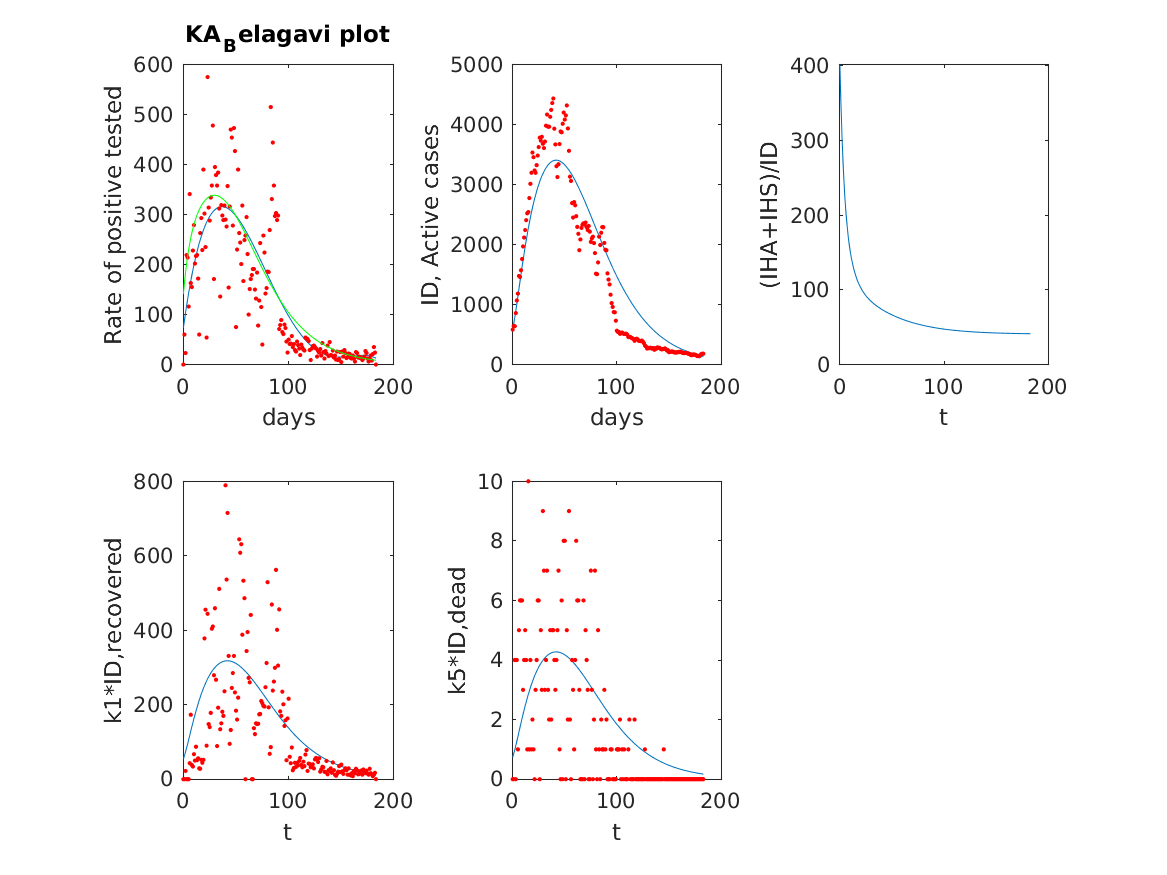 KA_Belagavi plot
Rate of positive tested
600
500
400
300
200
100
0
0 100 200
days
ID, Active cases
5000
4000
3000
2000
1000
0
0 100 200
days
(IHA+IHS)/ID
400
300
200
100
0
0 100 200
t
k1*ID,recovered
800
600
400
200
0
0 100 200
t
k5*ID,dead
10
8
6
4
2
0
0 100 200
t